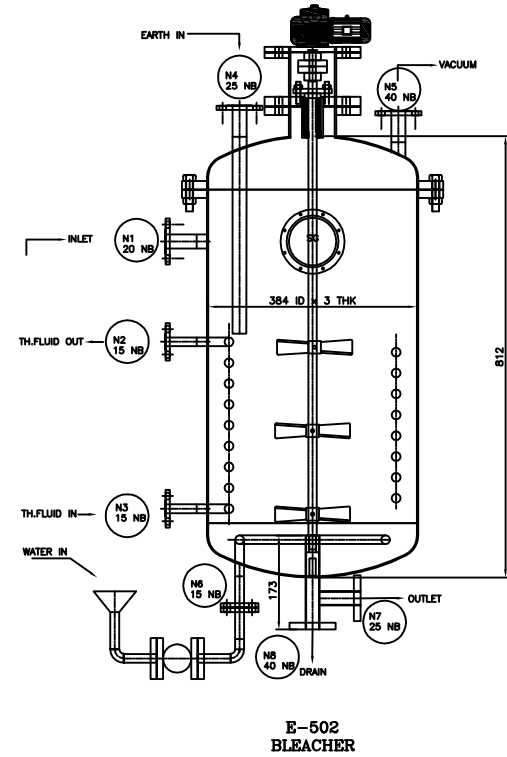 EARTH IN
N4
25 NB
VACUUM
N5
40 NB
INLET
N1
20 NB
SG
384 ID x 3 THK
TH.FLUID OUT
N2
15 NB
812
TH.FLUID IN
N3
15 NB
WATER IN
N6
15 NB
173
OUTLET
N7
25 NB
N8
40 NB
DRAIN
E-502
BLEACHER